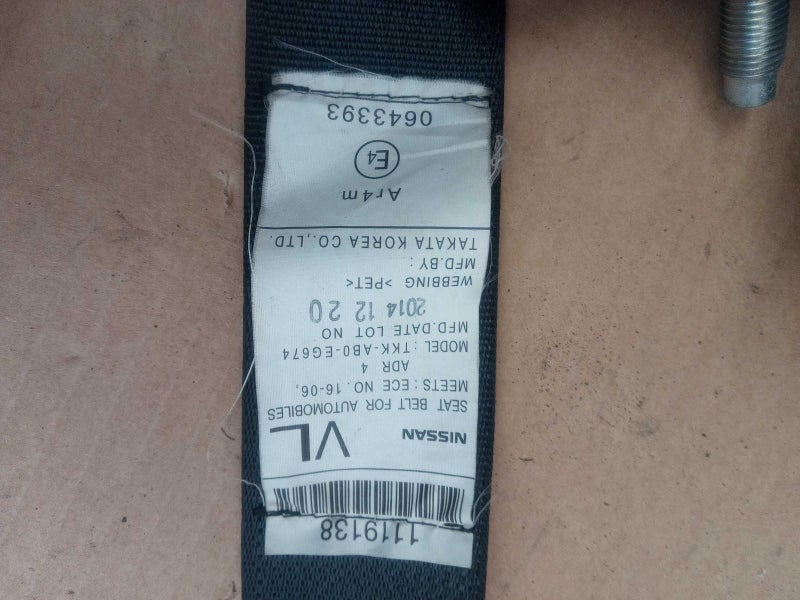 1119138
NISSAN VL
SEAT BELT FOR AUTOMOBILES
MEETS : ECE NO. 16-06,
ADR 4
MODEL : TKK-AB0-EG674
MFD.DATE LOT NO
2014 12 20
WEBBING >PET<
MFD.BY :
TAKATA KOREA CO.,LTD.
Ar4m
E4
0643393